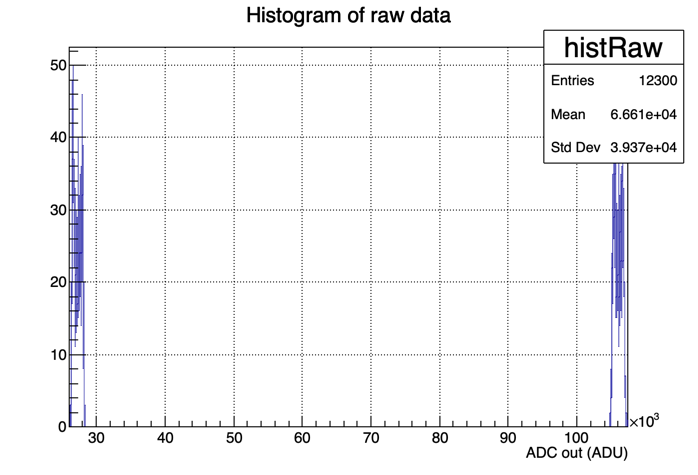 Histogram of raw data
histRaw
Entries 12300
Mean 6.661e+04
Std Dev 3.937e+04
50
40
30
20
10
0
30 40 50 60 70 80 90 100 ×10³
ADC out (ADU)